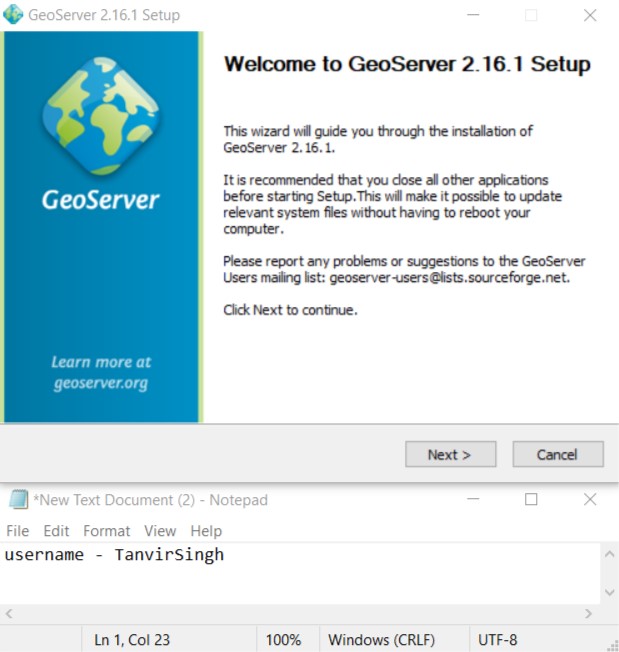 GeoServer 2.16.1 Setup
Welcome to GeoServer 2.16.1 Setup
This wizard will guide you through the installation of
GeoServer 2.16.1.
It is recommended that you close all other applications
before starting Setup.This will make it possible to update
relevant system files without having to reboot your
computer.
Please report any problems or suggestions to the GeoServer
Users mailing list: geoserver-users@lists.sourceforge.net.
Click Next to continue.
GeoServer
Learn more at
geoserver.org
Next > Cancel
*New Text Document (2) - Notepad
File Edit Format View Help
username - TanvirSingh
Ln 1, Col 23 100% Windows (CRLF) UTF-8